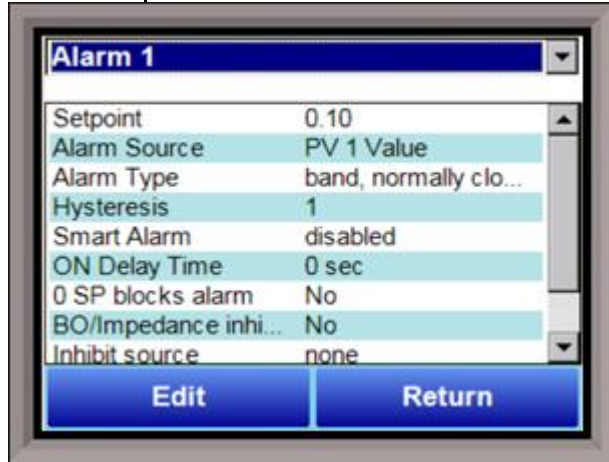 Alarm 1
Setpoint 0.10
Alarm Source PV 1 Value
Alarm Type band, normally clo...
Hysteresis 1
Smart Alarm disabled
ON Delay Time 0 sec
0 SP blocks alarm No
BO/Impedance inhi... No
Inhibit source none
Edit Return